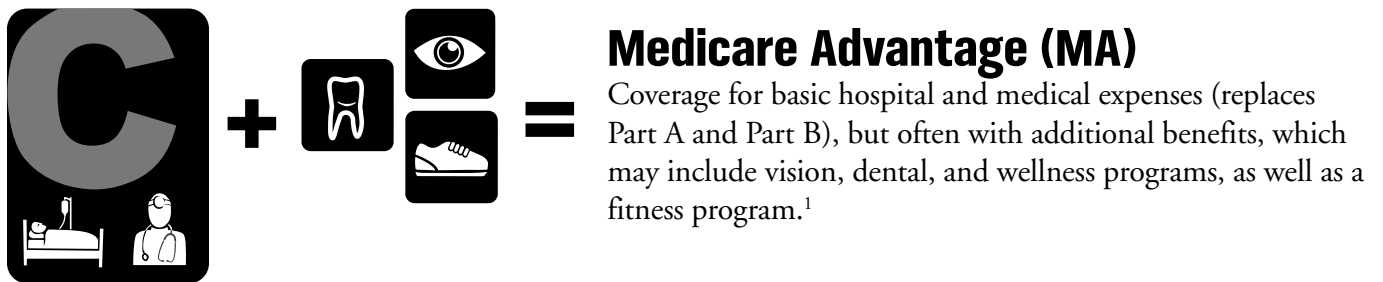 C
+
=
Medicare Advantage (MA)
Coverage for basic hospital and medical expenses (replaces
Part A and Part B), but often with additional benefits, which
may include vision, dental, and wellness programs, as well as a
fitness program.¹